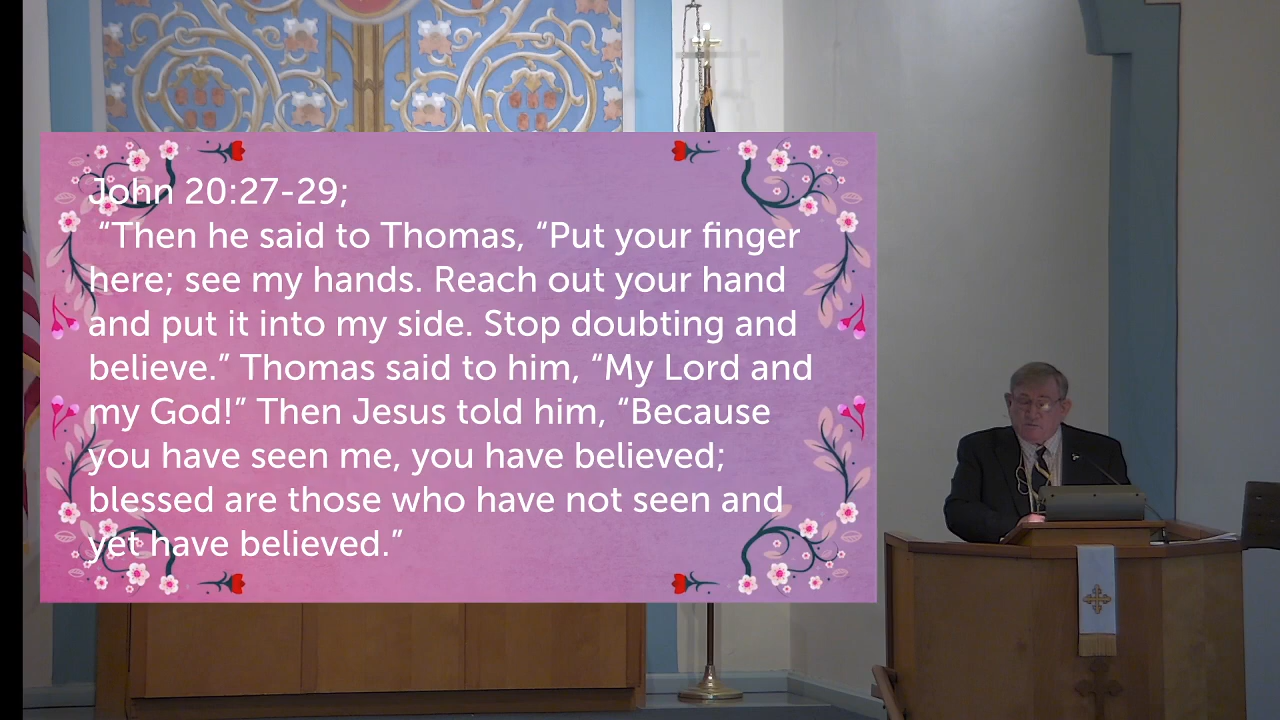 John 20:27-29;
“Then he said to Thomas, “Put your finger
here; see my hands. Reach out your hand
and put it into my side. Stop doubting and
believe.” Thomas said to him, “My Lord and
my God!” Then Jesus told him, “Because
you have seen me, you have believed;
blessed are those who have not seen and
yet have believed.”